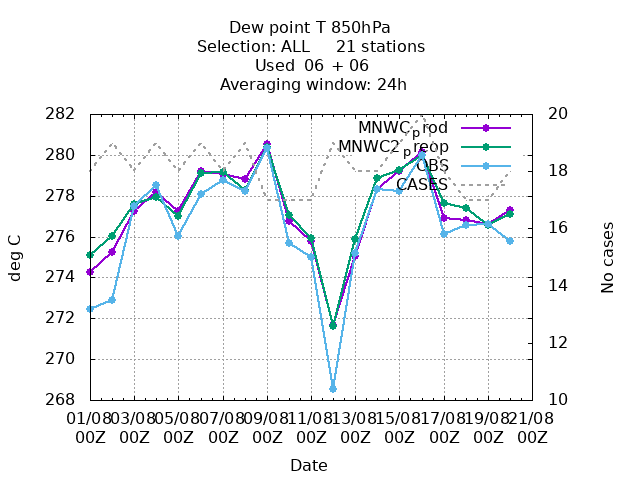 Dew point T 850hPa
Selection: ALL 21 stations
Used 06 + 06
Averaging window: 24h
282
280
278
276
274
272
270
268
deg C
20
18
16
14
12
10
No cases
MNWC_prod
MNWC2_preop
OBS
CASES
01/08 03/08 05/08 07/08 09/08 11/08 13/08 15/08 17/08 19/08 21/08
00Z 00Z 00Z 00Z 00Z 00Z 00Z 00Z 00Z 00Z 00Z
Date